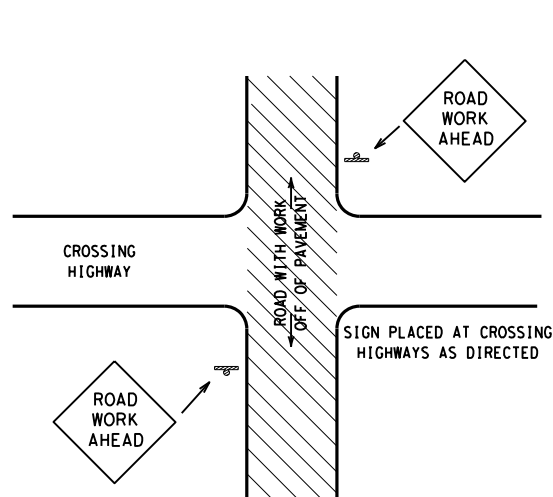 ROAD
WORK
AHEAD
ROAD WITH WORK
OFF OF PAVEMENT
CROSSING
HIGHWAY
SIGN PLACED AT CROSSING
HIGHWAYS AS DIRECTED
ROAD
WORK
AHEAD